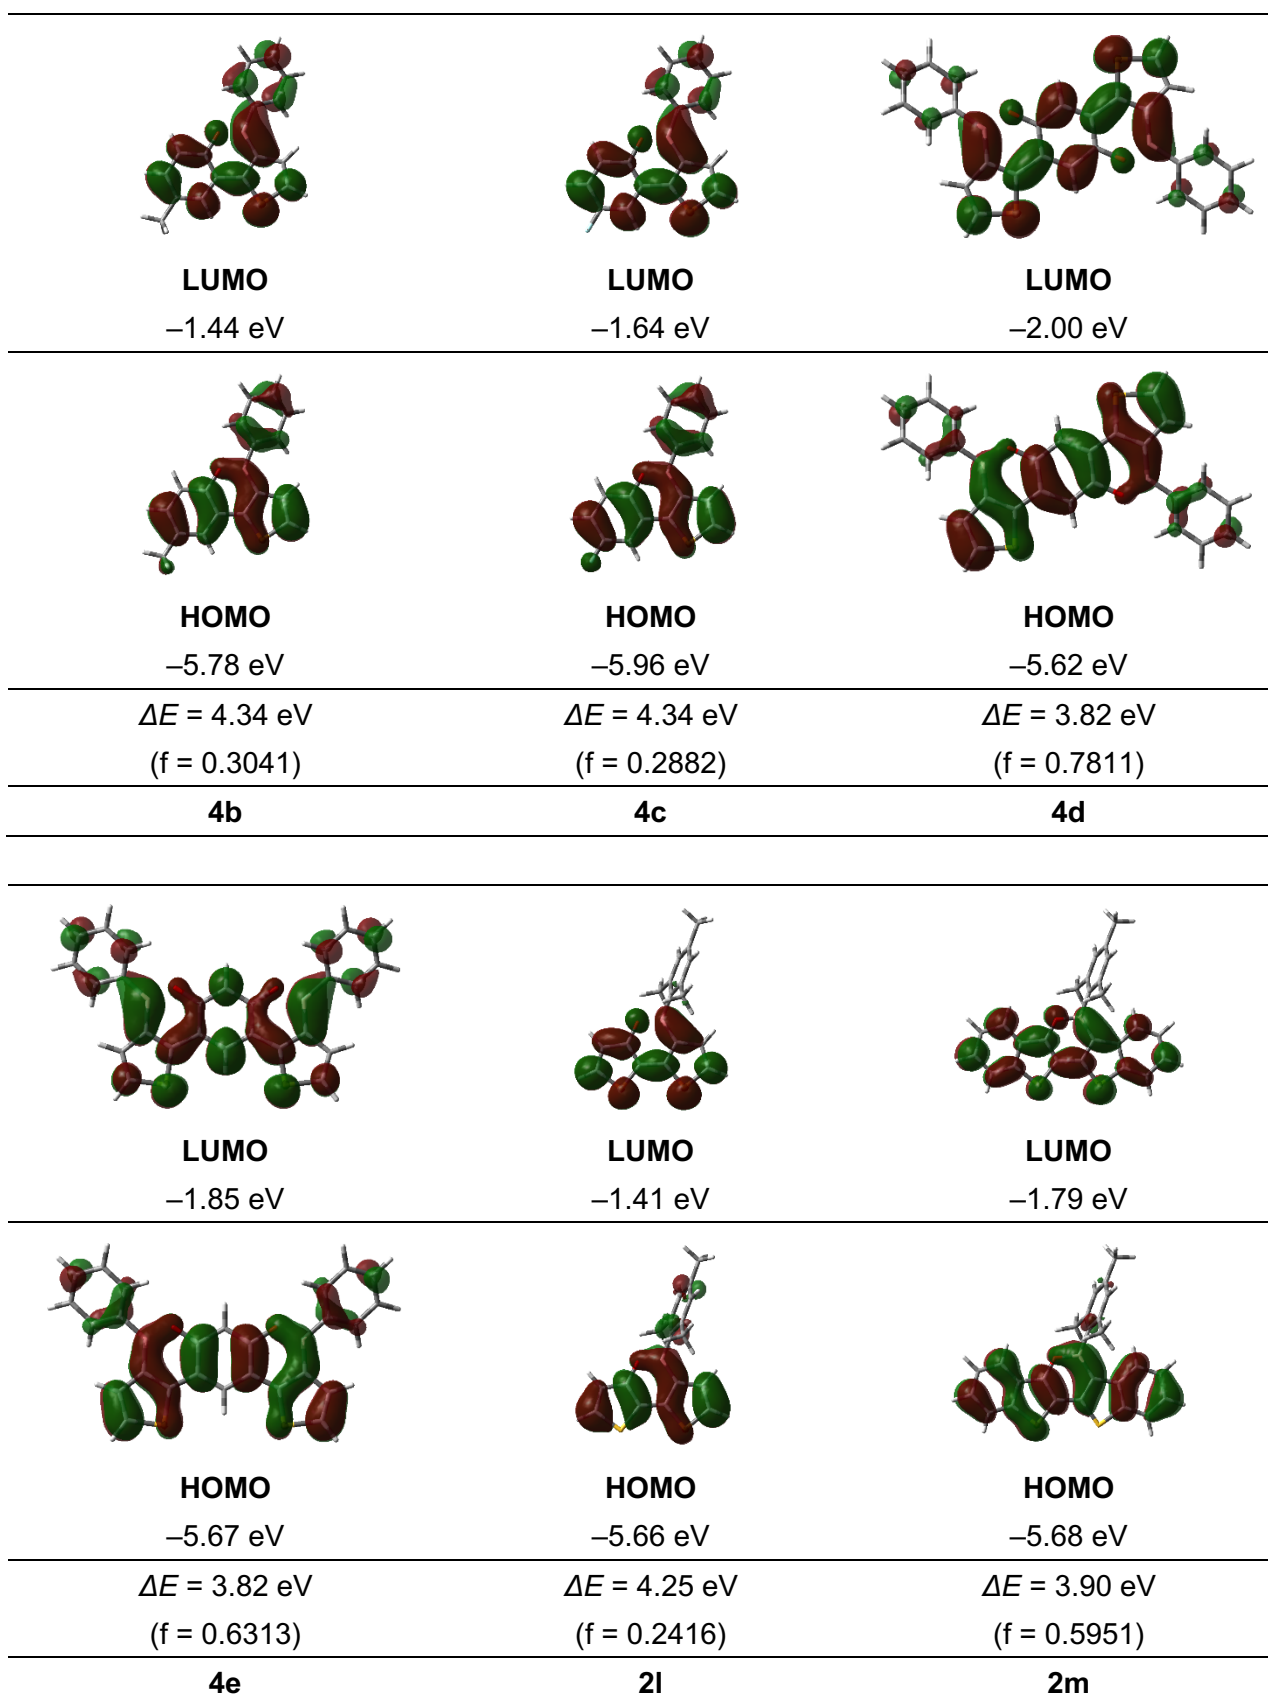 LUMO LUMO LUMO
–1.44 eV –1.64 eV –2.00 eV
HOMO HOMO HOMO
–5.78 eV –5.96 eV –5.62 eV
ΔE = 4.34 eV ΔE = 4.34 eV ΔE = 3.82 eV
(f = 0.3041) (f = 0.2882) (f = 0.7811)
4b 4c 4d
LUMO LUMO LUMO
–1.85 eV –1.41 eV –1.79 eV
HOMO HOMO HOMO
–5.67 eV –5.66 eV –5.68 eV
ΔE = 3.82 eV ΔE = 4.25 eV ΔE = 3.90 eV
(f = 0.6313) (f = 0.2416) (f = 0.5951)
4e 2l 2m